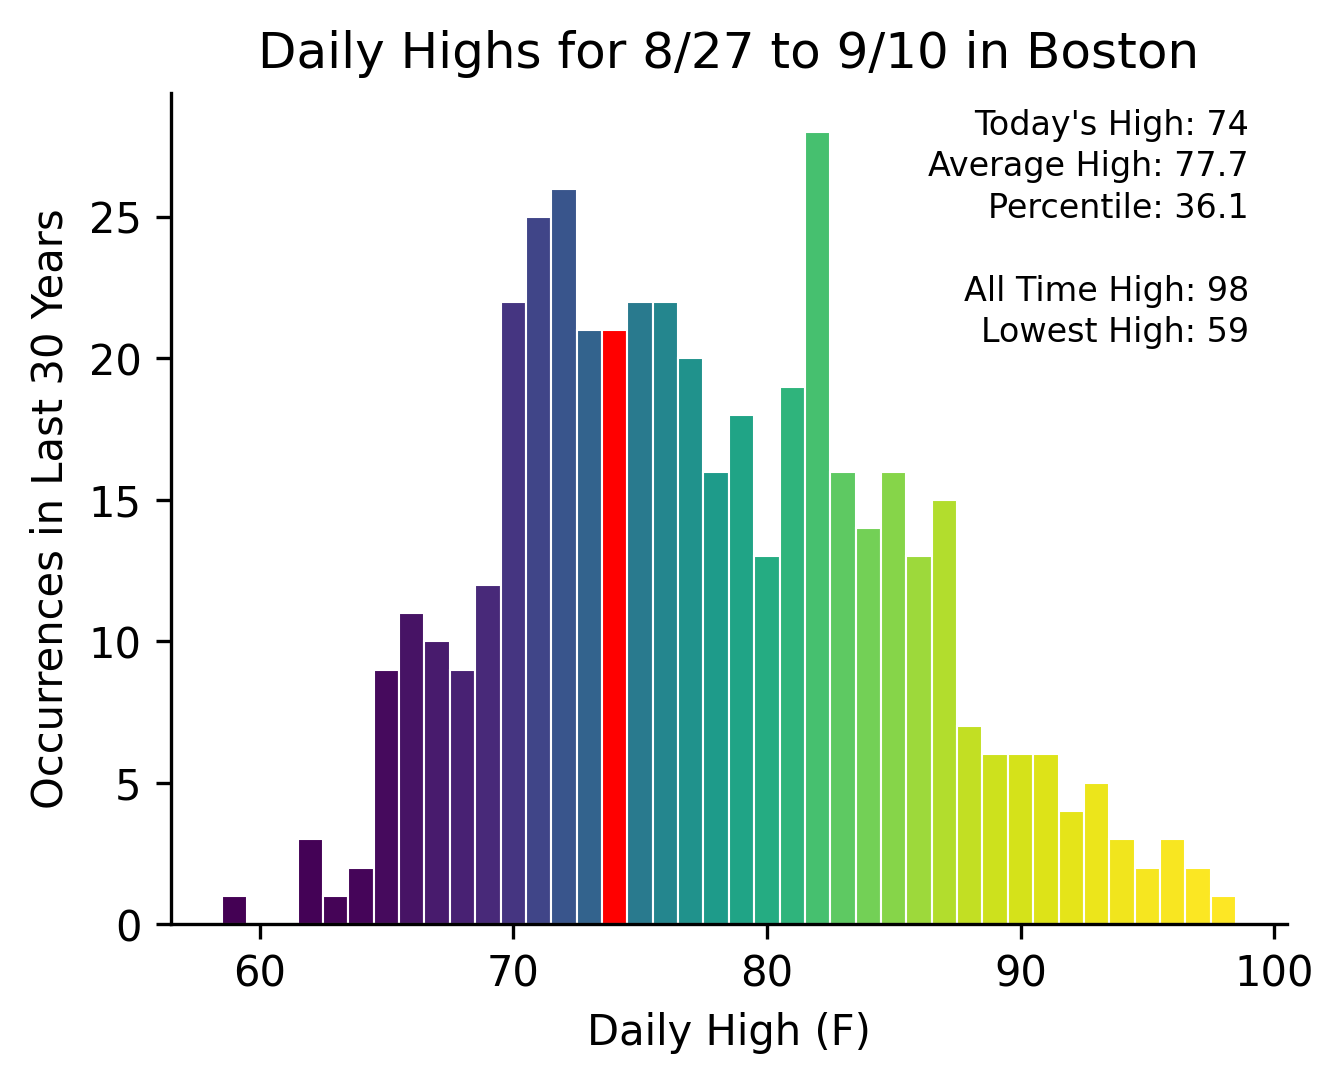 Daily Highs for 8/27 to 9/10 in Boston
Today's High: 74
Average High: 77.7
Percentile: 36.1
All Time High: 98
Lowest High: 59
Occurrences in Last 30 Years
25
20
15
10
5
0
60 70 80 90 100
Daily High (F)